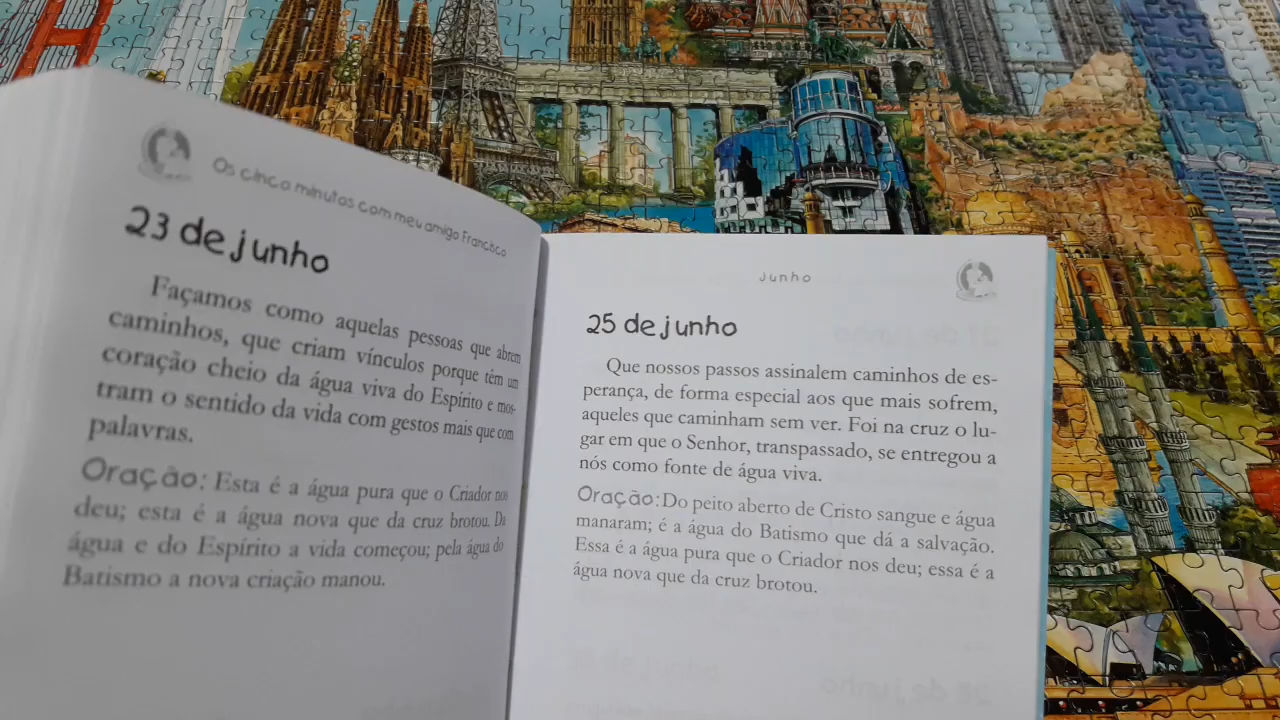 Os cinco minutos com meu amigo Francisco
23 de junho
Façamos como aquelas pessoas que abrem
caminhos, que criam vínculos porque têm um
coração cheio da água viva do Espírito e mos-
tram o sentido da vida com gestos mais que com
palavras.
Oração: Esta é a água pura que o Criador nos
deu; esta é a água nova que da cruz brotou. Da
água e do Espírito a vida começou; pela água do
Batismo a nova criação manou.
Junho
25 de junho
Que nossos passos assinalem caminhos de es-
perança, de forma especial aos que mais sofrem,
aqueles que caminham sem ver. Foi na cruz o lu-
gar em que o Senhor, transpassado, se entregou a
nós como fonte de água viva.
Oração: Do peito aberto de Cristo sangue e água
manaram; é a água do Batismo que dá a salvação.
Essa é a água pura que o Criador nos deu; essa é a
água nova que da cruz brotou.